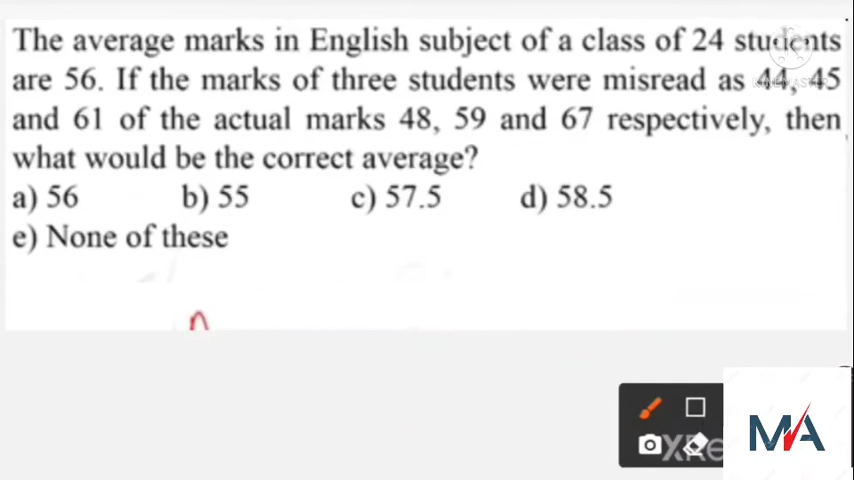 The average marks in English subject of a class of 24 students
are 56. If the marks of three students were misread as 44, 45
and 61 of the actual marks 48, 59 and 67 respectively, then
what would be the correct average?
a) 56 b) 55 c) 57.5 d) 58.5
e) None of these
MA